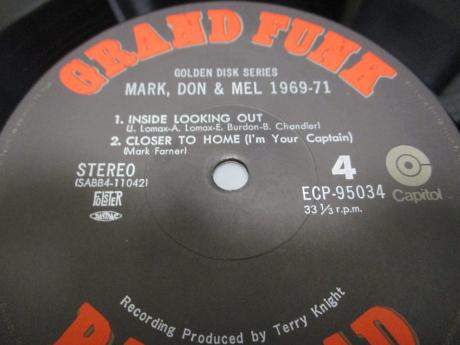 GRAND FUNK
GOLDEN DISK SERIES
MARK, DON & MEL 1969-71
1. INSIDE LOOKING OUT
(J. Lomax-A. Lomax-E. Burdon-B. Chandler)
2. CLOSER TO HOME (I'm Your Captain)
(Mark Farner)
STEREO
(SABB4-11042)
POLSTER
4
ECP-95034
33 1/3 r.p.m.
Capitol
Recording Produced by Terry Knight